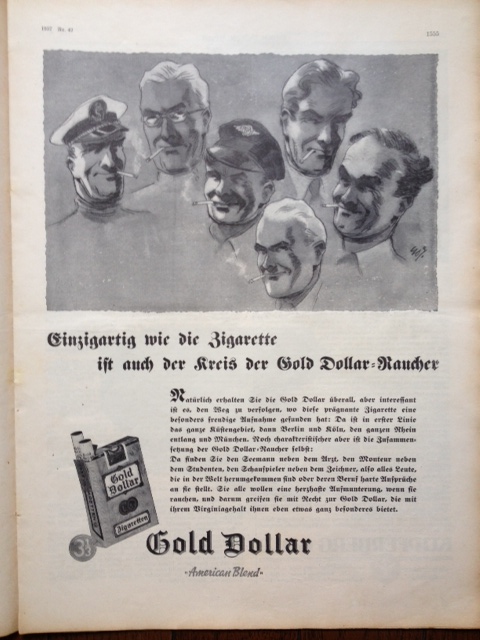 1937 Nr. 43
1555
Einzigartig wie die Zigarette
ist auch der Kreis der Gold Dollar-Raucher
Natürlich erhalten Sie die Gold Dollar überall, aber interessant
ist es, den Weg zu verfolgen, wo diese prägnante Zigarette eine
besonders freudige Aufnahme gefunden hat: Da ist in erster Linie
das ganze Küstengebiet, dann Berlin und Köln, den ganzen Rhein
entlang und München. Noch charakteristischer aber ist die Zusammen-
setzung der Gold Dollar-Raucher selbst:
Da finden Sie den Seemann neben dem Arzt, den Monteur neben
dem Studenten, den Schauspieler neben dem Zeichner, also alles Leute,
die in der Welt herumgekommen sind oder deren Beruf harte Ansprüche
an sie stellt. Sie alle wollen eine herzhafte Aufmunterung, wenn sie
rauchen, und darum greifen sie mit Recht zur Gold Dollar, die mit
ihrem Virginiagehalt ihnen eben etwas ganz besonderes bietet.
Gold
Dollar
Zigaretten
3⅓
Gold Dollar
-American Blend-